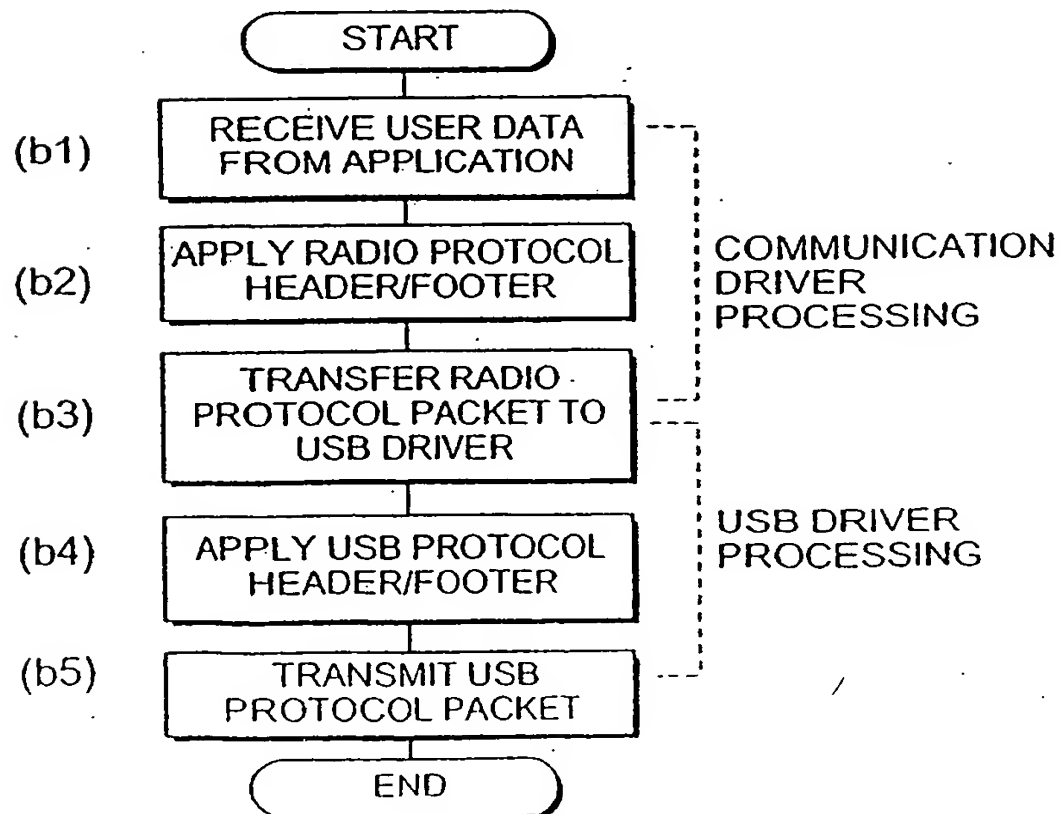 START
(b1)
RECEIVE USER DATA
FROM APPLICATION
(b2)
APPLY RADIO PROTOCOL
HEADER/FOOTER
COMMUNICATION
DRIVER
PROCESSING
(b3)
TRANSFER RADIO
PROTOCOL PACKET TO
USB DRIVER
(b4)
APPLY USB PROTOCOL
HEADER/FOOTER
USB DRIVER
PROCESSING
(b5)
TRANSMIT USB
PROTOCOL PACKET
END